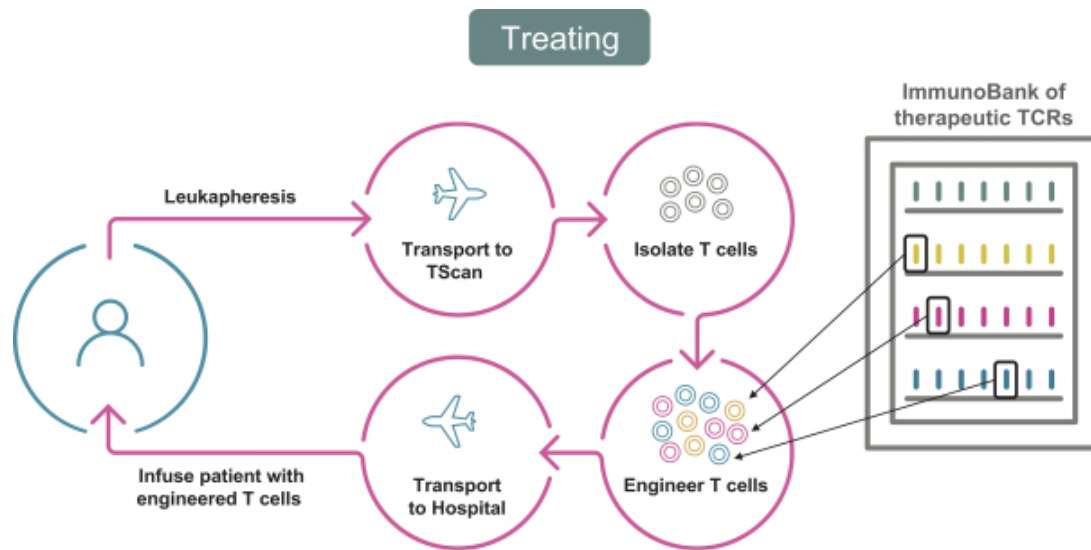 Treating
ImmunoBank of
therapeutic TCRs
Leukapheresis
Transport to
TScan
Isolate T cells
Engineer T cells
Transport
to Hospital
Infuse patient with
engineered T cells